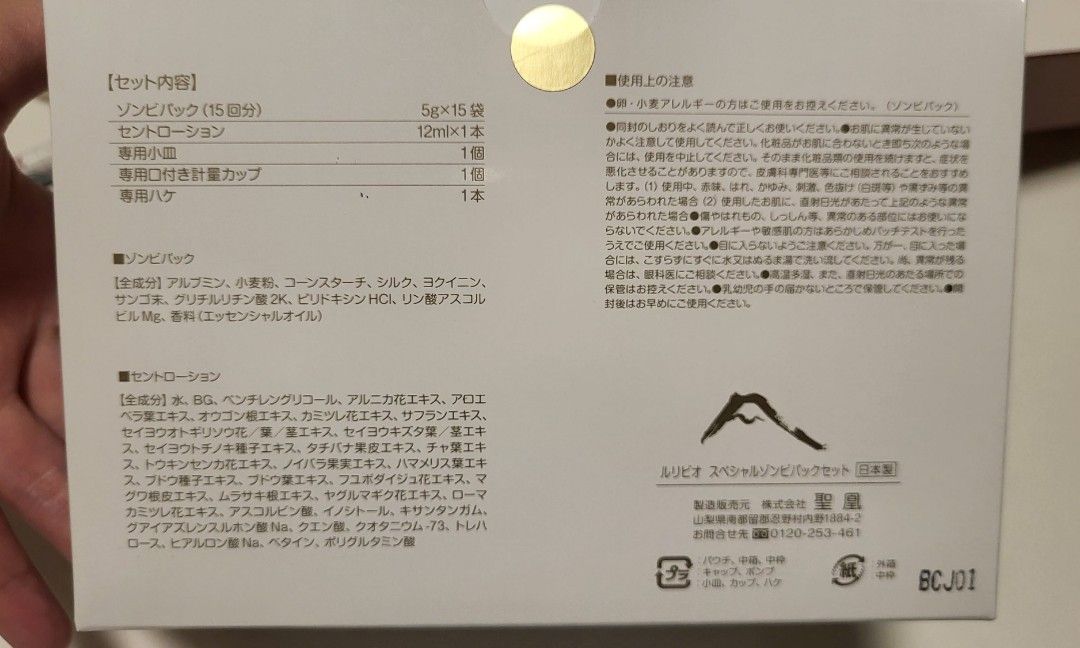 【セット内容】
ゾンビパック（15回分） 5g×15袋
セントローション 12ml×1本
専用小皿 1個
専用口付き計量カップ 1個
専用ハケ 1本
■ゾンビパック
【全成分】アルブミン、小麦粉、コーンスターチ、シルク、ヨクイニン、
サンゴ末、グリチルリチン酸2K、ピリドキシンHCl、リン酸アスコル
ビルMg、香料（エッセンシャルオイル）
■セントローション
【全成分】水、BG、ペンチレングリコール、アルニカ花エキス、アロエ
ベラ葉エキス、オウゴン根エキス、カミツレ花エキス、サフランエキス、
セイヨウオトギリソウ花／葉／茎エキス、セイヨウキズタ葉／茎エキ
ス、セイヨウトチノキ種子エキス、タチバナ果皮エキス、チャ葉エキ
ス、トウキンセンカ花エキス、ノイバラ果実エキス、ハマメリス葉エキ
ス、ブドウ種子エキス、ブドウ葉エキス、フユボダイジュ花エキス、マ
グワ根皮エキス、ムラサキ根エキス、ヤグルマギク花エキス、ローマ
カミツレ花エキス、アスコルビン酸、イノシトール、キサンタンガム、
グアイアズレンスルホン酸Na、クエン酸、クオタニウム-73、トレハ
ロース、ヒアルロン酸Na、ベタイン、ポリグルタミン酸
■使用上の注意
●卵・小麦アレルギーの方はご使用をお控えください。（ゾンビパック）
●同封のしおりをよく読んで正しくお使いください。●お肌に異常が生じていない
かよく注意して使用してください。化粧品がお肌に合わないとき即ち次のような場
合には、使用を中止してください。そのまま化粧品類の使用を続けますと、症状を
悪化させることがありますので、皮膚科専門医等にご相談されることをおすすめ
します。（1）使用中、赤味、はれ、かゆみ、刺激、色抜け（白斑等）や黒ずみ等の異
常があらわれた場合（2）使用したお肌に、直射日光があたって上記のような異常
があらわれた場合●傷やはれもの、しっしん等、異常のある部位にはお使いにな
らないでください。●アレルギーや敏感肌の方はあらかじめパッチテストを行った
うえでご使用ください。●目に入らないようご注意ください。万が一、目に入った場
合には、こすらずにすぐに水又はぬるま湯で洗い流してください。尚、異常が残る
場合は、眼科医にご相談ください。●高温多湿、また、直射日光のあたる場所での
保管はお控えください。●乳幼児の手の届かないところで保管してください。●開
封後はお早めにご使用ください。
ルリビオ スペシャルゾンビパックセット 日本製
製造販売元 株式会社 聖凰
山梨県南都留郡忍野村内野1884-2
お問合せ先 0120-253-461
プラ
：パウチ、中箱、中枠
：キャップ、ポンプ
：小皿、カップ、ハケ
紙
外箱
中枠
BCJ01